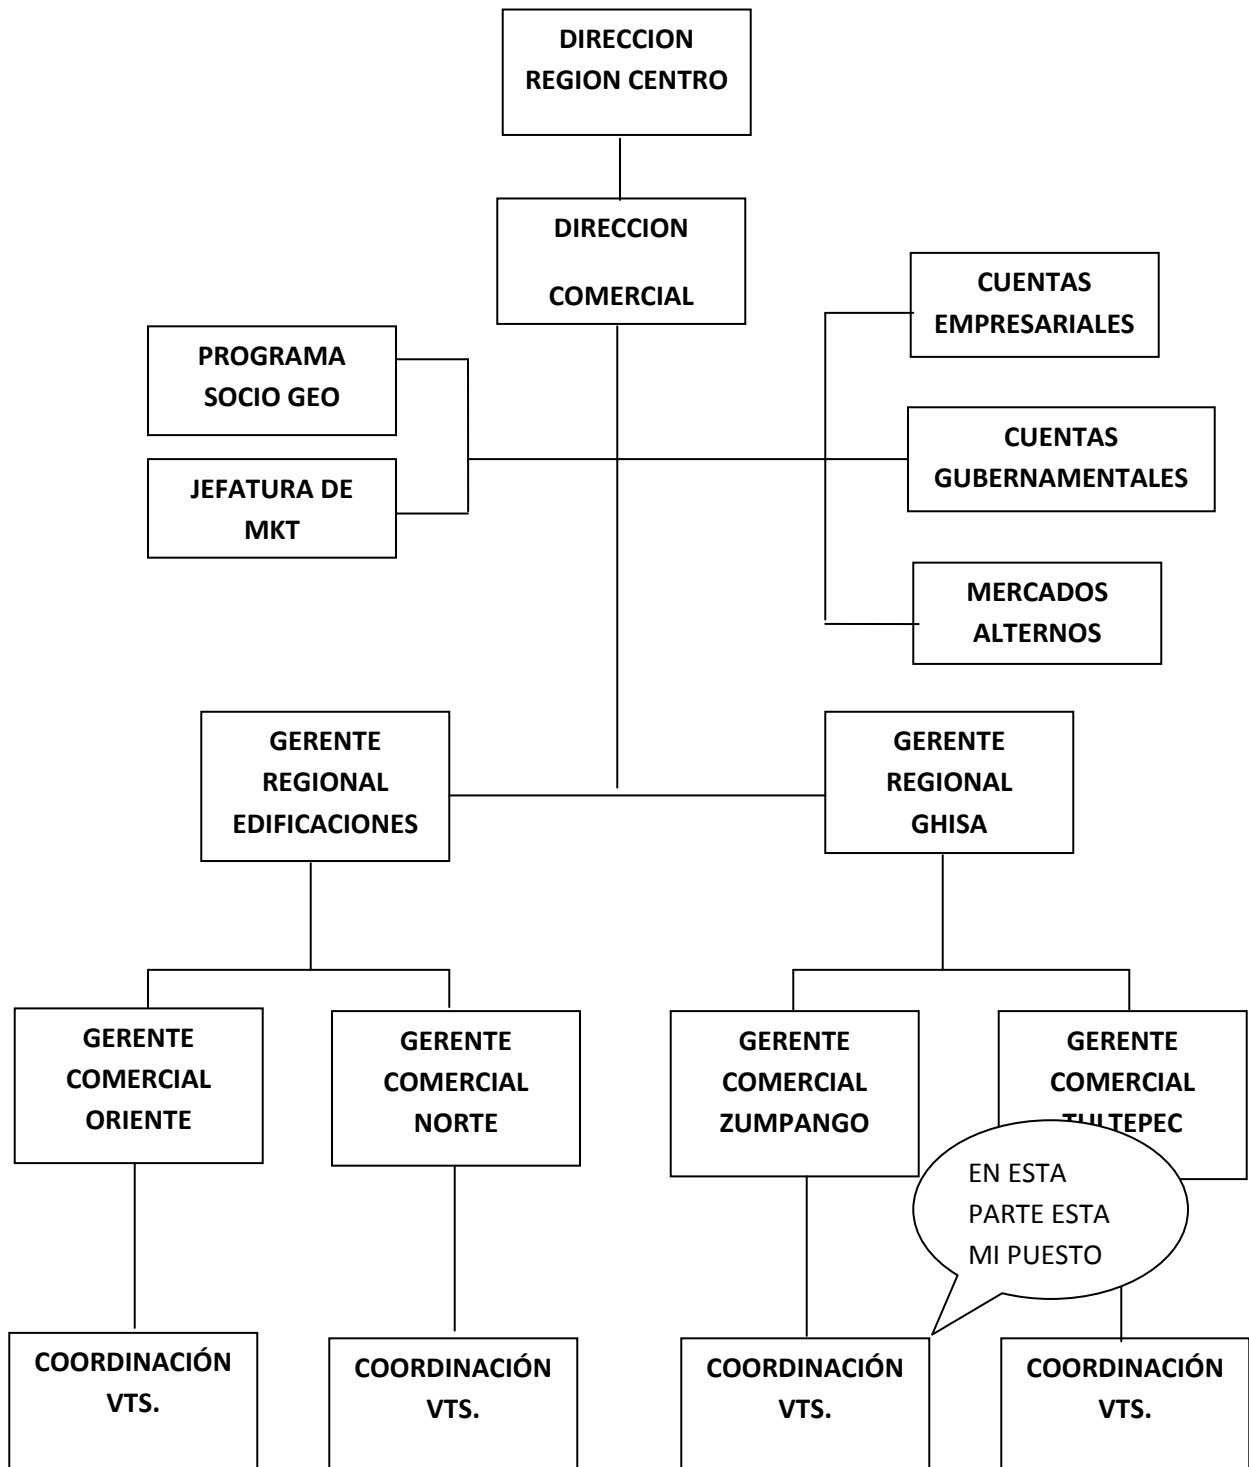 DIRECCION
REGION CENTRO
DIRECCION
COMERCIAL
CUENTAS
EMPRESARIALES
PROGRAMA
SOCIO GEO
CUENTAS
GUBERNAMENTALES
JEFATURA DE
MKT
MERCADOS
ALTERNOS
GERENTE
REGIONAL
EDIFICACIONES
GERENTE
REGIONAL
GHISA
GERENTE
COMERCIAL
ORIENTE
GERENTE
COMERCIAL
NORTE
GERENTE
COMERCIAL
ZUMPANGO
GERENTE
COMERCIAL
TULTEPEC
EN ESTA
PARTE ESTA
MI PUESTO
COORDINACIÓN
VTS.
COORDINACIÓN
VTS.
COORDINACIÓN
VTS.
COORDINACIÓN
VTS.